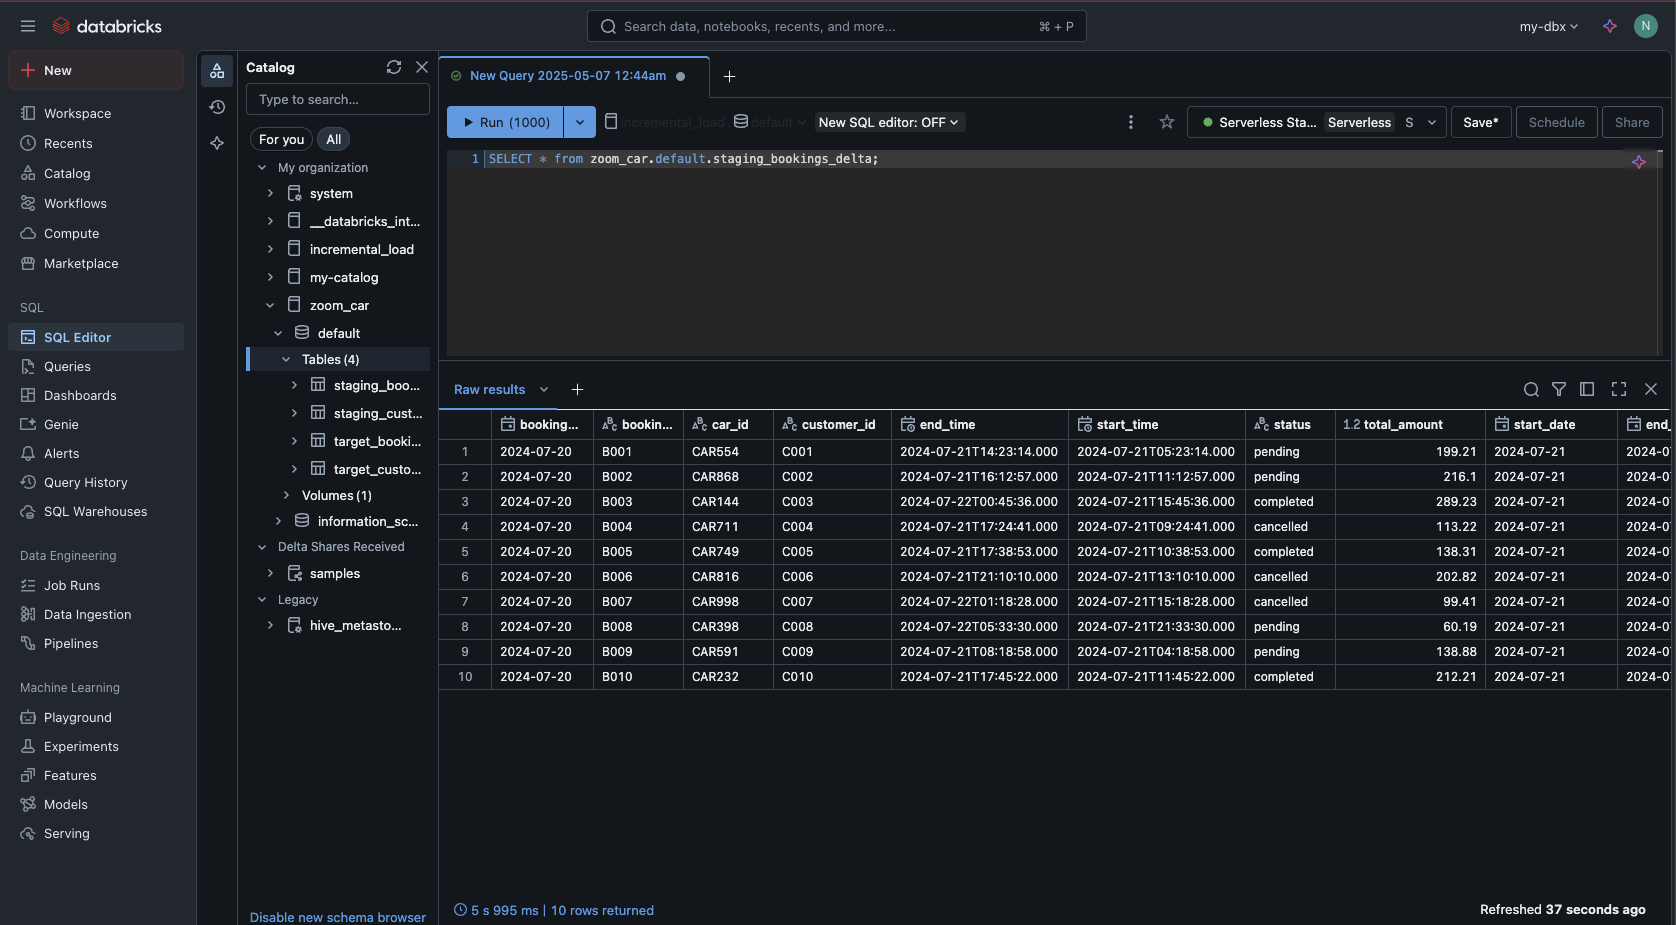 databricks
Search data, notebooks, recents, and more...
⌘ + P
my-dbx
N
New
Workspace
Recents
Catalog
Workflows
Compute
Marketplace
SQL
SQL Editor
Queries
Dashboards
Genie
Alerts
Query History
SQL Warehouses
Data Engineering
Job Runs
Data Ingestion
Pipelines
Machine Learning
Playground
Experiments
Features
Models
Serving
Catalog
Type to search...
For you
All
My organization
system
__databricks_int...
incremental_load
my-catalog
zoom_car
default
Tables (4)
staging_boo...
staging_cust...
target_booki...
target_custo...
Volumes (1)
information_sc...
Delta Shares Received
samples
Legacy
hive_metasto...
Disable new schema browser
New Query 2025-05-07 12:44am
Run (1000)
incremental_load
default
New SQL editor: OFF
Serverless Sta...
Serverless
S
Save*
Schedule
Share
1 SELECT * from zoom_car.default.staging_bookings_delta;
Raw results
booking... bookin... car_id customer_id end_time start_time status 1.2 total_amount start_date end_
1 2024-07-20 B001 CAR554 C001 2024-07-21T14:23:14.000 2024-07-21T05:23:14.000 pending 199.21 2024-07-21 2024-0
2 2024-07-20 B002 CAR868 C002 2024-07-21T16:12:57.000 2024-07-21T11:12:57.000 pending 216.1 2024-07-21 2024-0
3 2024-07-20 B003 CAR144 C003 2024-07-22T00:45:36.000 2024-07-21T15:45:36.000 completed 289.23 2024-07-21 2024-0
4 2024-07-20 B004 CAR711 C004 2024-07-21T17:24:41.000 2024-07-21T09:24:41.000 cancelled 113.22 2024-07-21 2024-0
5 2024-07-20 B005 CAR749 C005 2024-07-21T17:38:53.000 2024-07-21T10:38:53.000 completed 138.31 2024-07-21 2024-0
6 2024-07-20 B006 CAR816 C006 2024-07-21T21:10:10.000 2024-07-21T13:10:10.000 cancelled 202.82 2024-07-21 2024-0
7 2024-07-20 B007 CAR998 C007 2024-07-22T01:18:28.000 2024-07-21T15:18:28.000 cancelled 99.41 2024-07-21 2024-0
8 2024-07-20 B008 CAR398 C008 2024-07-22T05:33:30.000 2024-07-21T21:33:30.000 pending 60.19 2024-07-21 2024-0
9 2024-07-20 B009 CAR591 C009 2024-07-21T08:18:58.000 2024-07-21T04:18:58.000 pending 138.88 2024-07-21 2024-0
10 2024-07-20 B010 CAR232 C010 2024-07-21T17:45:22.000 2024-07-21T11:45:22.000 completed 212.21 2024-07-21 2024-0
5 s 995 ms | 10 rows returned
Refreshed 37 seconds ago